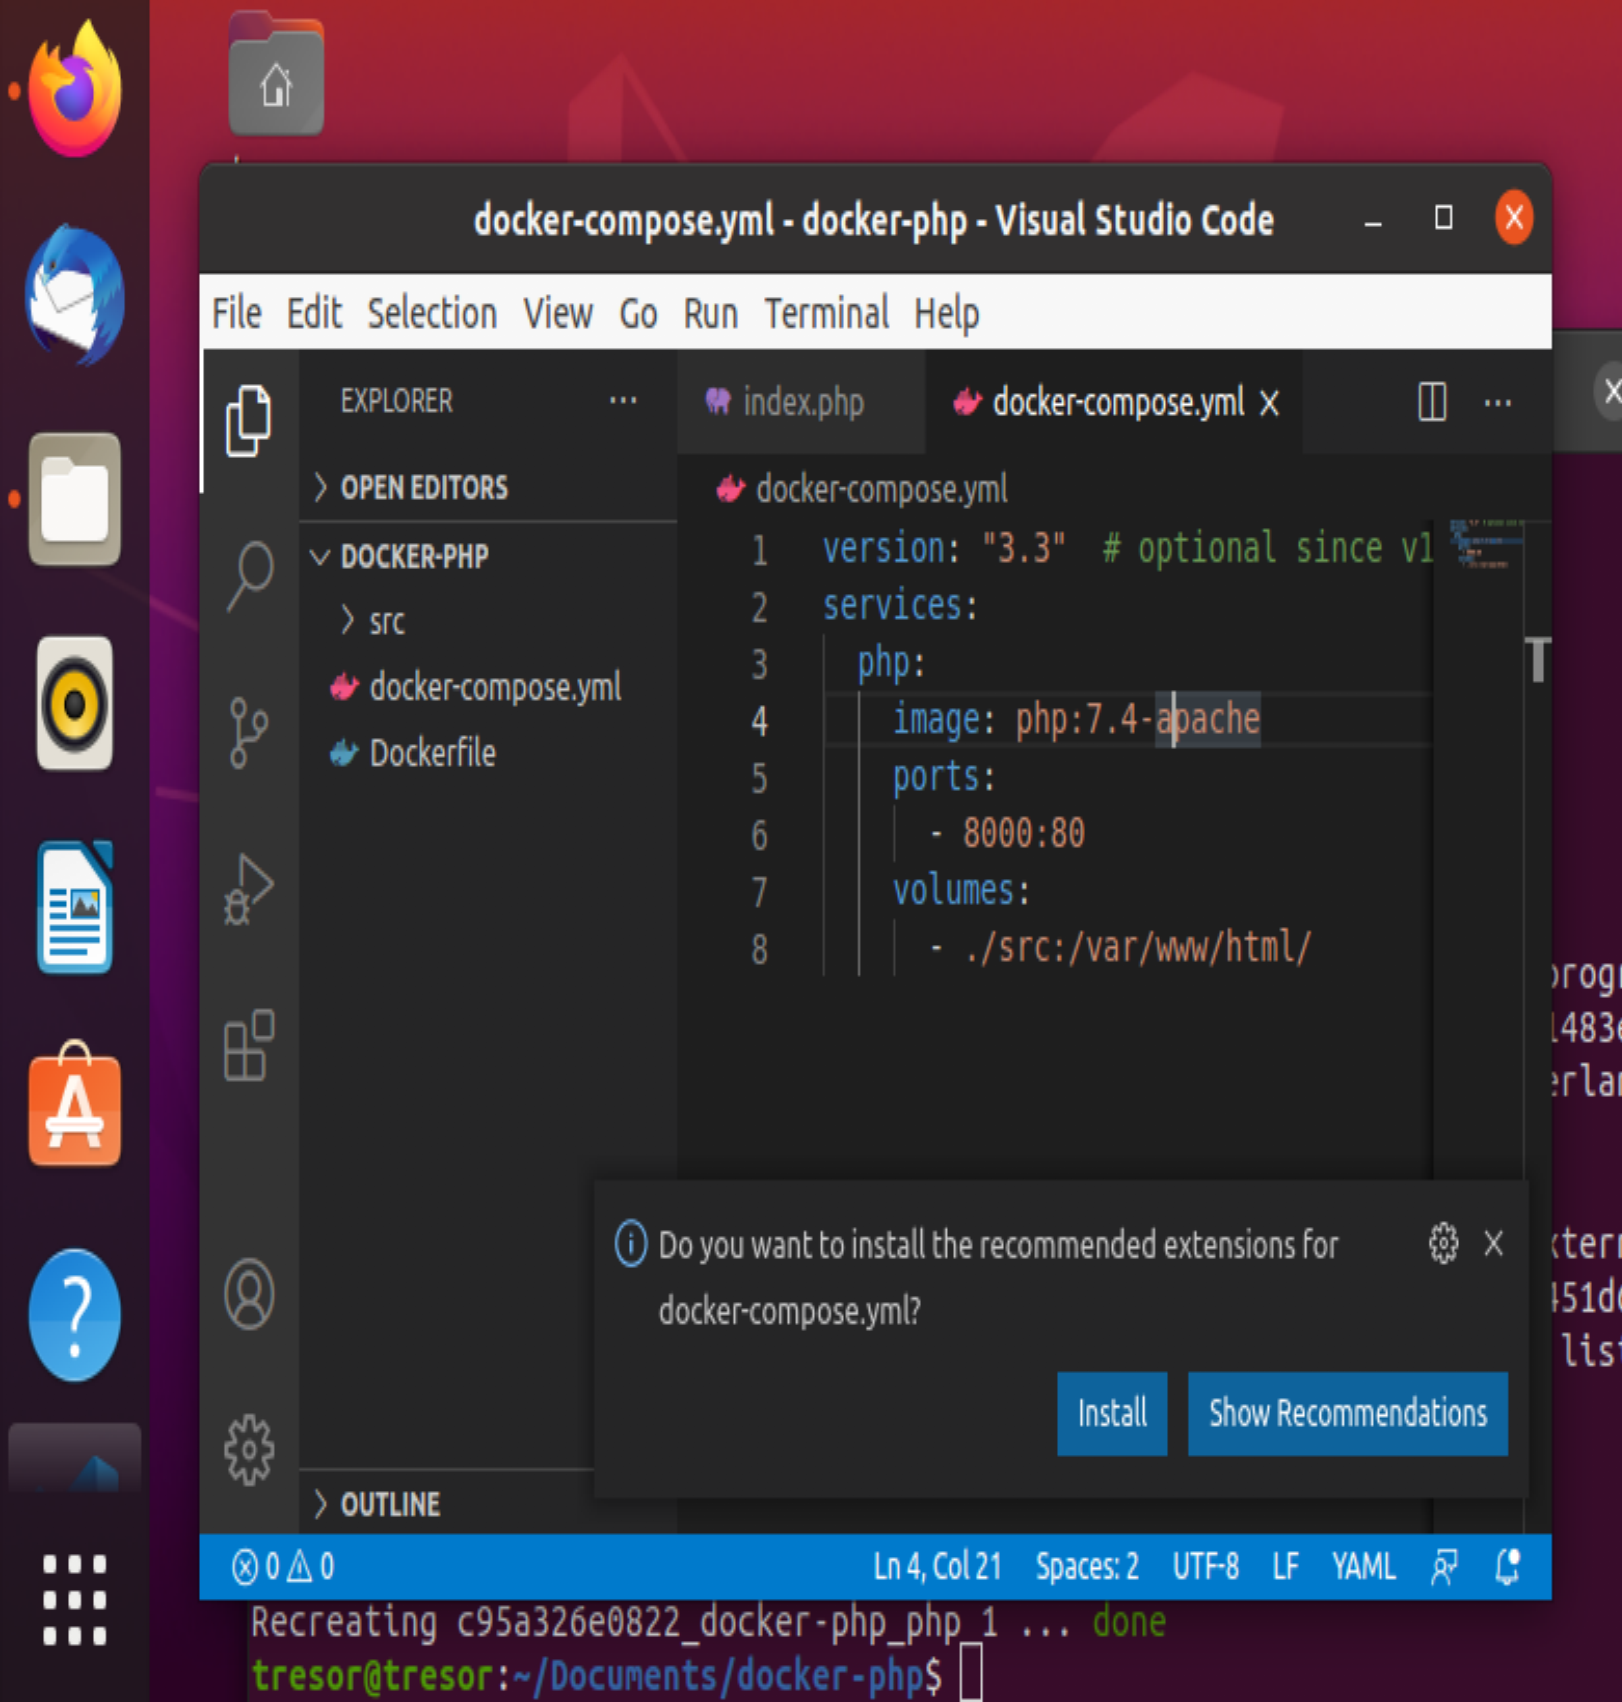 docker-compose.yml - docker-php - Visual Studio Code
File Edit Selection View Go Run Terminal Help
EXPLORER
index.php
docker-compose.yml
OPEN EDITORS
docker-compose.yml
DOCKER-PHP
src
docker-compose.yml
Dockerfile
1 version: "3.3" # optional since v1
2 services:
3 php:
4 image: php:7.4-apache
5 ports:
6 - 8000:80
7 volumes:
8 - ./src:/var/www/html/
Do you want to install the recommended extensions for
docker-compose.yml?
Install
Show Recommendations
OUTLINE
0 0
Ln 4, Col 21 Spaces: 2 UTF-8 LF YAML
Recreating c95a326e0822_docker-php_php_1 ... done
tresor@tresor:~/Documents/docker-php$